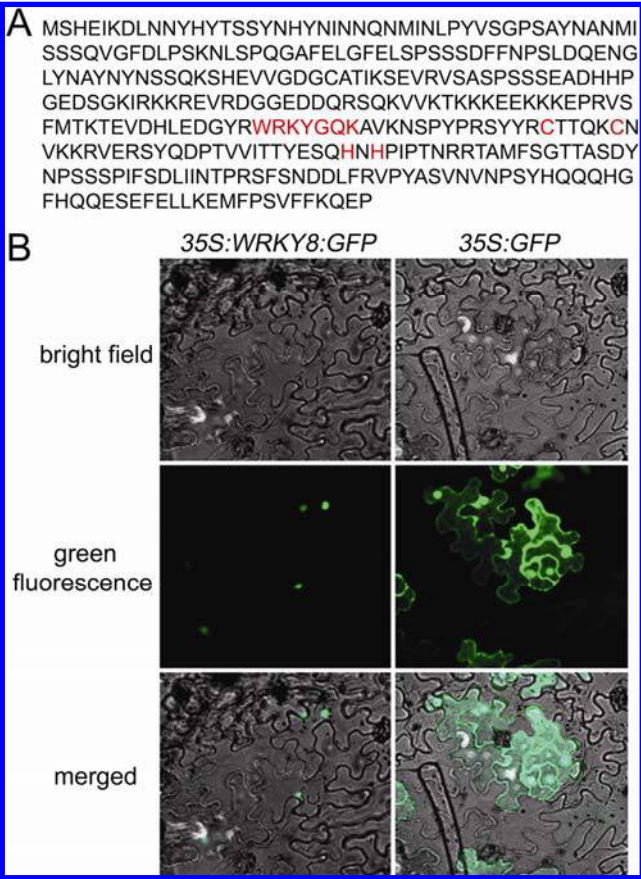 A
MSHEIKDLNNYHYTSSYNHYNINNQNMINLPYVSGPSAYNANMI
SSSQVGFDLPSKNLSPQGAFELGFELSPSSSDFFNPSLDQENG
LYNAYNYNSSQKSHEVVGDGCATIKSEVRVSASPSSSEADHHP
GEDSGKIRKKREVRDGGEDDQRSQKVVKTKKKEEKKKEPRVS
FMTKTEVDHLEDGYRWRKYGQKAVKNSPYPRSYYRCTTQKCN
VKKRVERSYQDPTVVITTYESQHNHPIPTNRRTAMFSGTTASDY
NPSSSPIFSDLIINTPRSFSNDDLFRVPYASVNVNPSYHQQQHG
FHQQESEFELLKEMFPSVFFKQEP
B
35S:WRKY8:GFP 35S:GFP
bright field
green
fluorescence
merged